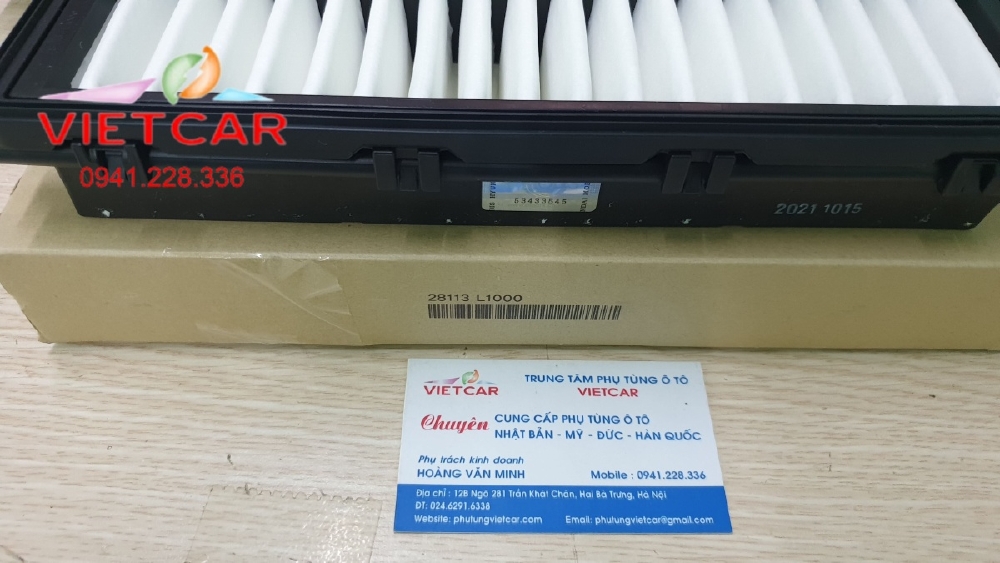 VIETCAR
0941.228.336
53433645
2021 1015
28113 L1000
VIETCAR
TRUNG TÂM PHỤ TÙNG Ô TÔ
VIETCAR
Chuyên
CUNG CẤP PHỤ TÙNG Ô TÔ
NHẬT BẢN - MỸ - ĐỨC - HÀN QUỐC
Phụ trách kinh doanh
HOÀNG VĂN MINH
Mobile : 0941.228.336
Địa chỉ : 12B Ngõ 281 Trần Khát Chân, Hai Bà Trưng, Hà Nội
ĐT: 024.6291.6338
Website: phutungvietcar.com Email: phutungvietcar@gmail.com